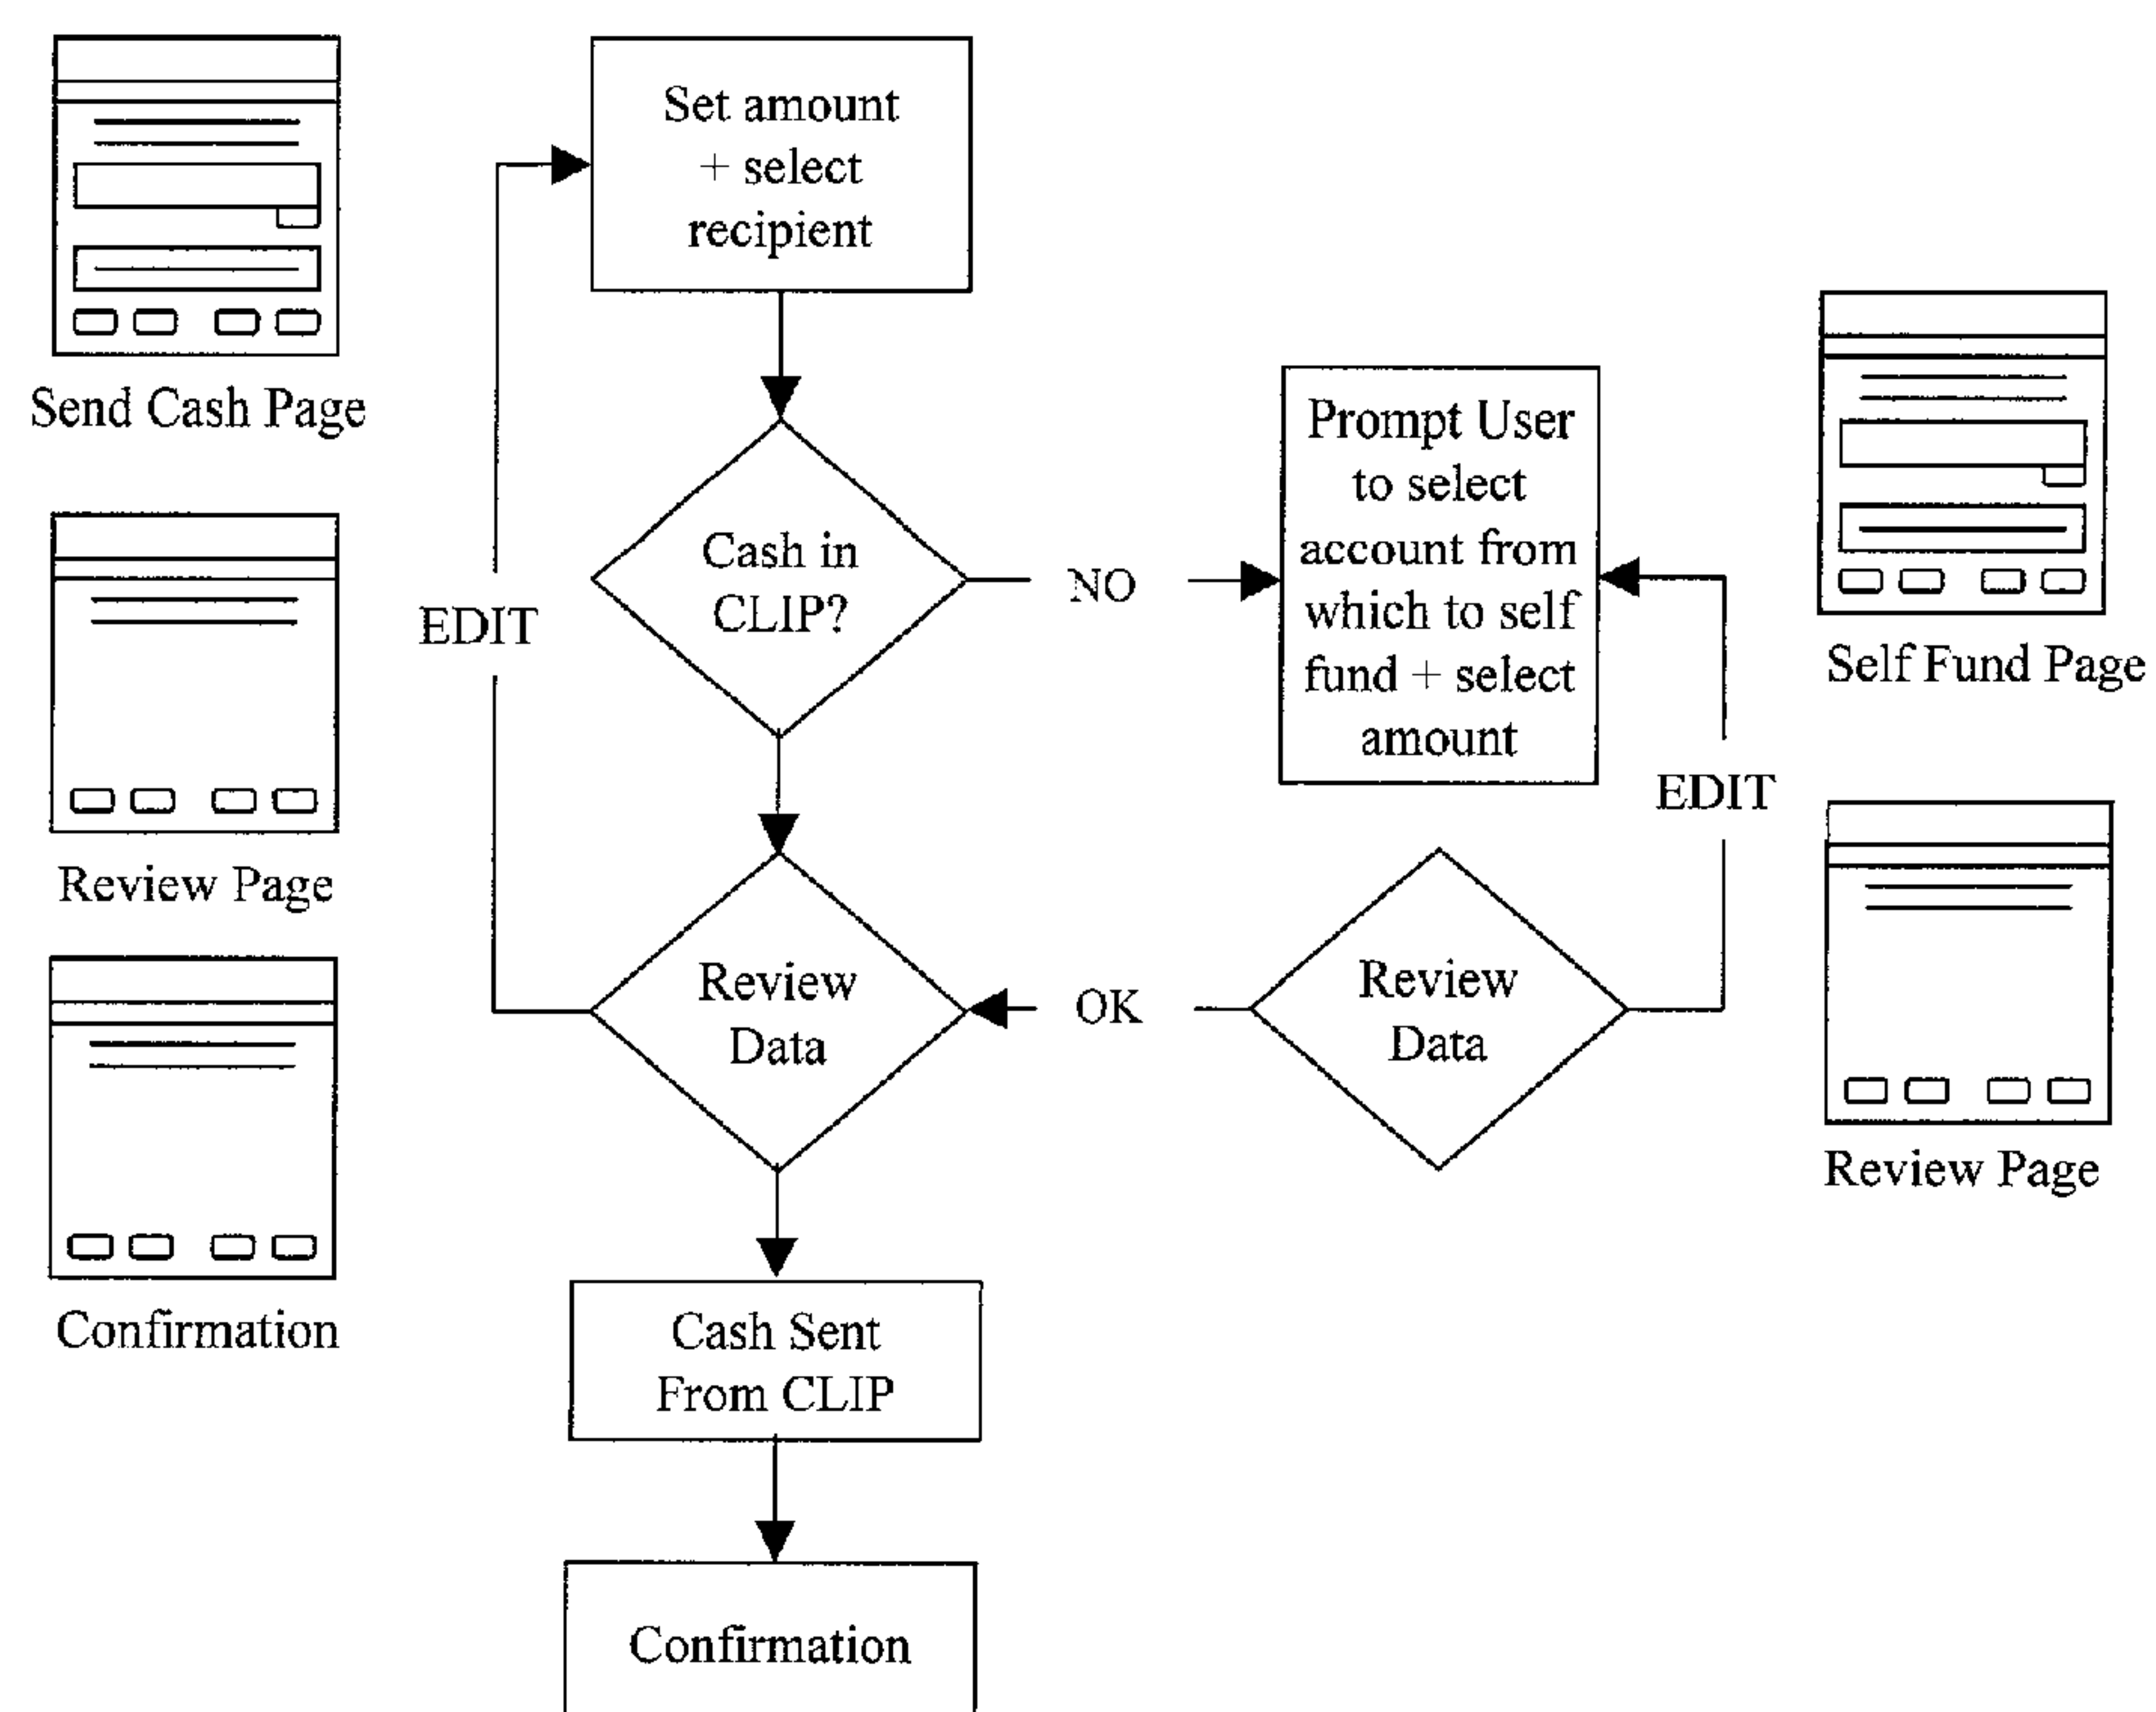 Set amount
+ select
recipient
Send Cash Page
Cash in
CLIP?
NO
Prompt User
to select
account from
which to self
fund + select
amount
Self Fund Page
EDIT
EDIT
Review Page
Review
Data
OK
Review
Data
Review Page
Confirmation
Cash Sent
From CLIP
Confirmation